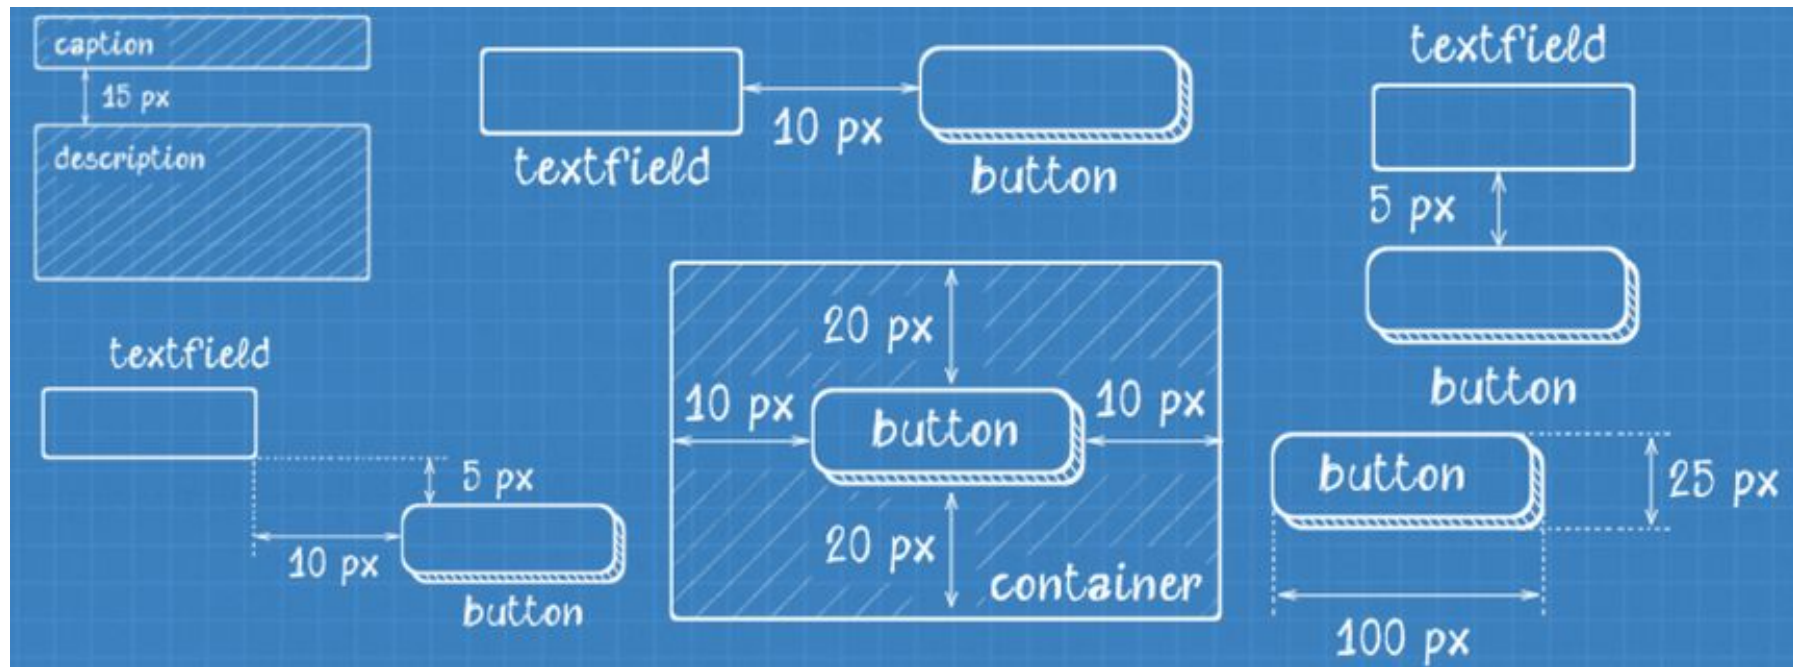 caption
15 px
description
textfield
10 px
button
textfield
5 px
button
textfield
5 px
10 px
button
20 px
10 px
button
10 px
20 px
container
button
25 px
100 px